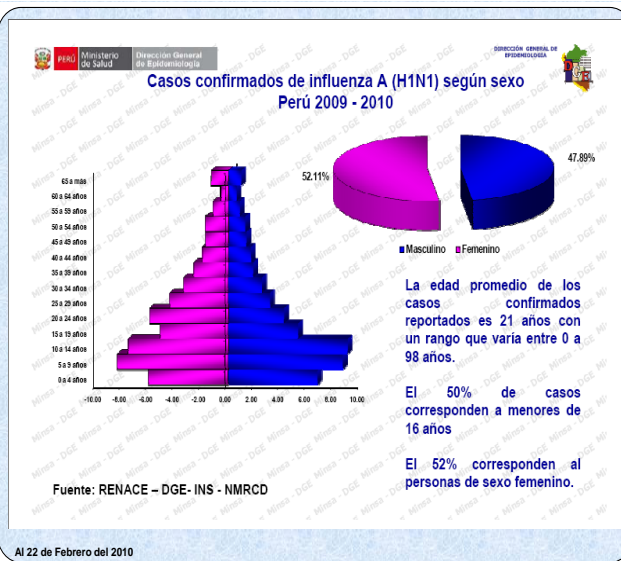 PERÚ Ministerio de Salud
Dirección General de Epidemiología
DIRECCIÓN GENERAL DE EPIDEMIOLOGÍA
Casos confirmados de influenza A (H1N1) según sexo
Perú 2009 - 2010
52.11%
47.89%
Masculino Femenino
65 a más
60 a 64 años
55 a 59 años
50 a 54 años
45 a 49 años
40 a 44 años
35 a 39 años
30 a 34 años
25 a 29 años
20 a 24 años
15 a 19 años
10 a 14 años
5 a 9 años
0 a 4 años
-10.00 -8.00 -6.00 -4.00 -2.00 0.00 2.00 4.00 6.00 8.00 10.00
La edad promedio de los
casos confirmados
reportados es 21 años con
un rango que varía entre 0 a
98 años.
El 50% de casos
corresponden a menores de
16 años
El 52% corresponden al
personas de sexo femenino.
Fuente: RENACE – DGE- INS - NMRCD
Al 22 de Febrero del 2010
Minsa - DGE